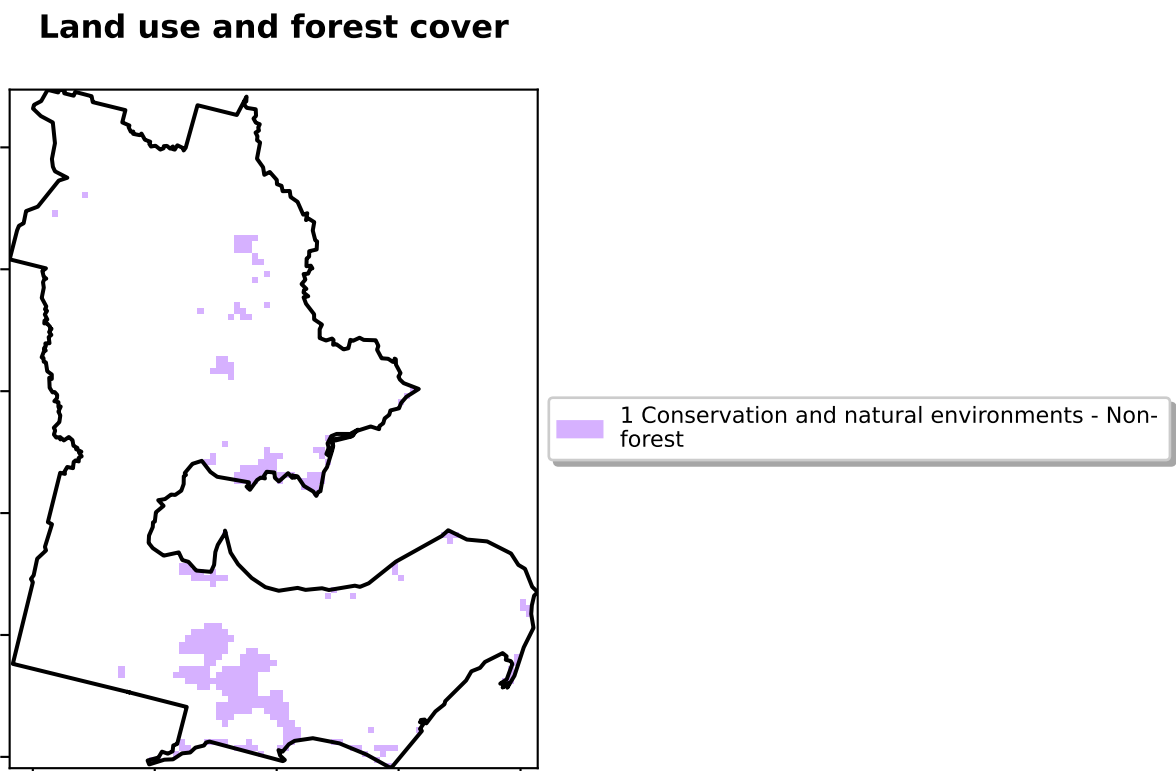 Land use and forest cover
1 Conservation and natural environments - Non-
forest